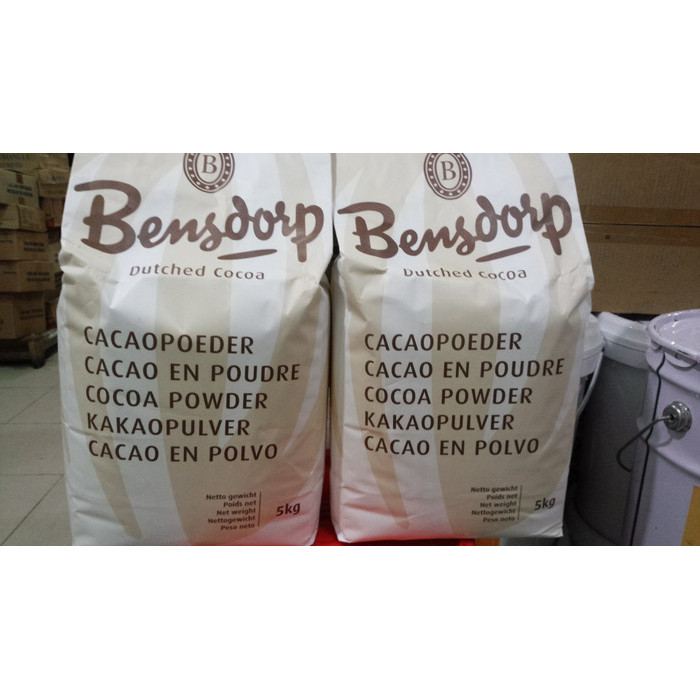 B
Bensdorp
Dutched Cocoa
CACAOPOEDER
CACAO EN POUDRE
COCOA POWDER
KAKAOPULVER
CACAO EN POLVO
Netto gewicht
Poids net
Net weight
Nettogewicht
Peso neto
5kg
B
Bensdorp
Dutched Cocoa
CACAOPOEDER
CACAO EN POUDRE
COCOA POWDER
KAKAOPULVER
CACAO EN POLVO
Netto gewicht
Poids net
Net weight
Nettogewicht
Peso neto
5kg